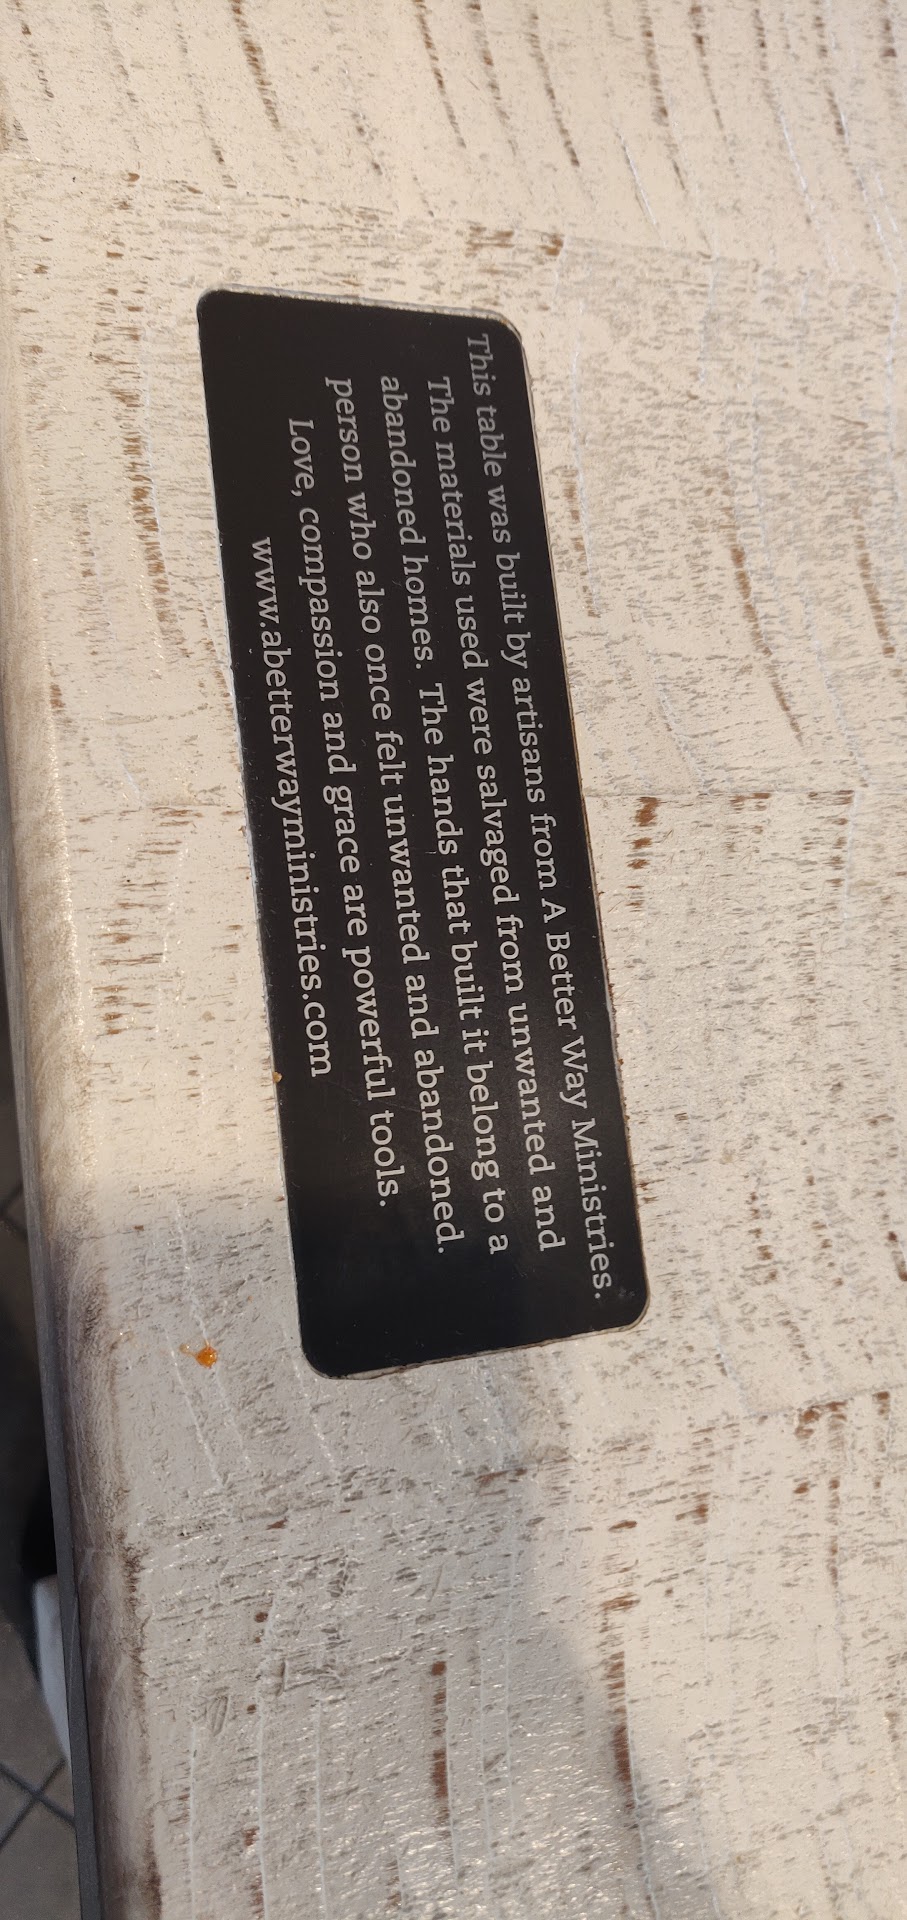 This table was built by artisans from A Better Way Ministries.
The materials used were salvaged from unwanted and
abandoned homes. The hands that built it belong to a
person who also once felt unwanted and abandoned.
Love, compassion and grace are powerful tools.
www.abetterwayministries.com